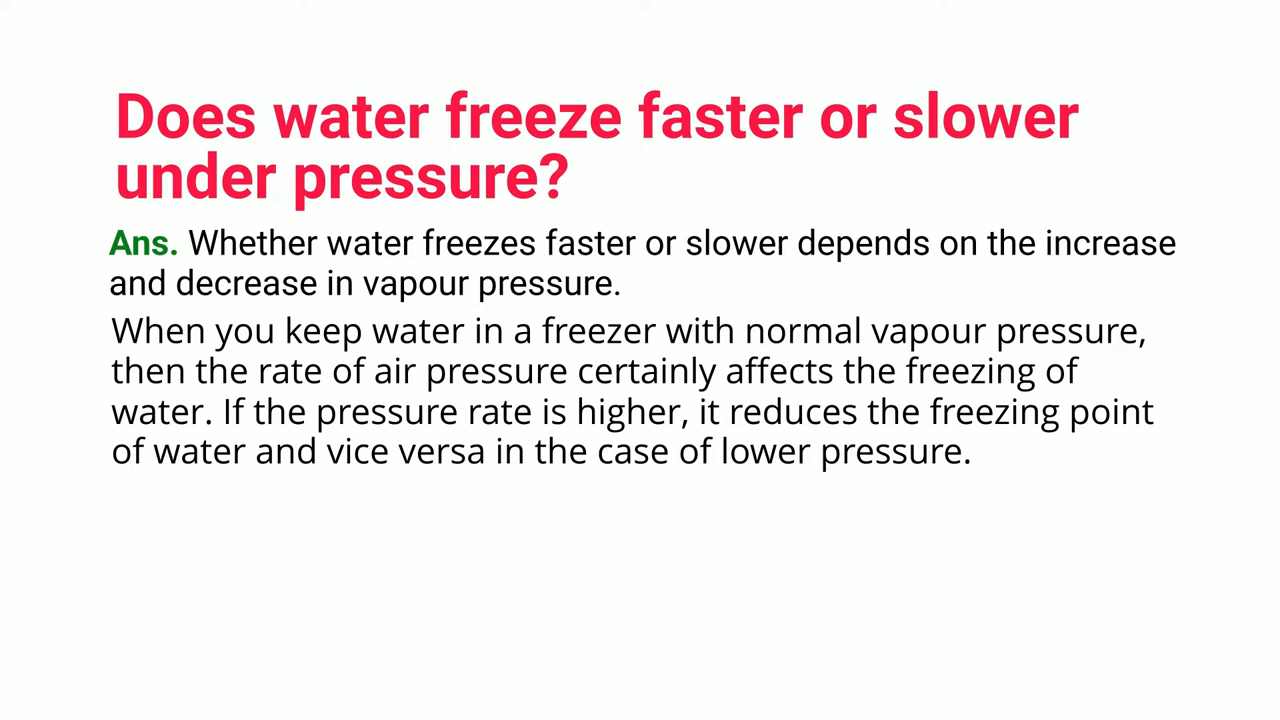 Does water freeze faster or slower
under pressure?
Ans. Whether water freezes faster or slower depends on the increase
and decrease in vapour pressure.
When you keep water in a freezer with normal vapour pressure,
then the rate of air pressure certainly affects the freezing of
water. If the pressure rate is higher, it reduces the freezing point
of water and vice versa in the case of lower pressure.